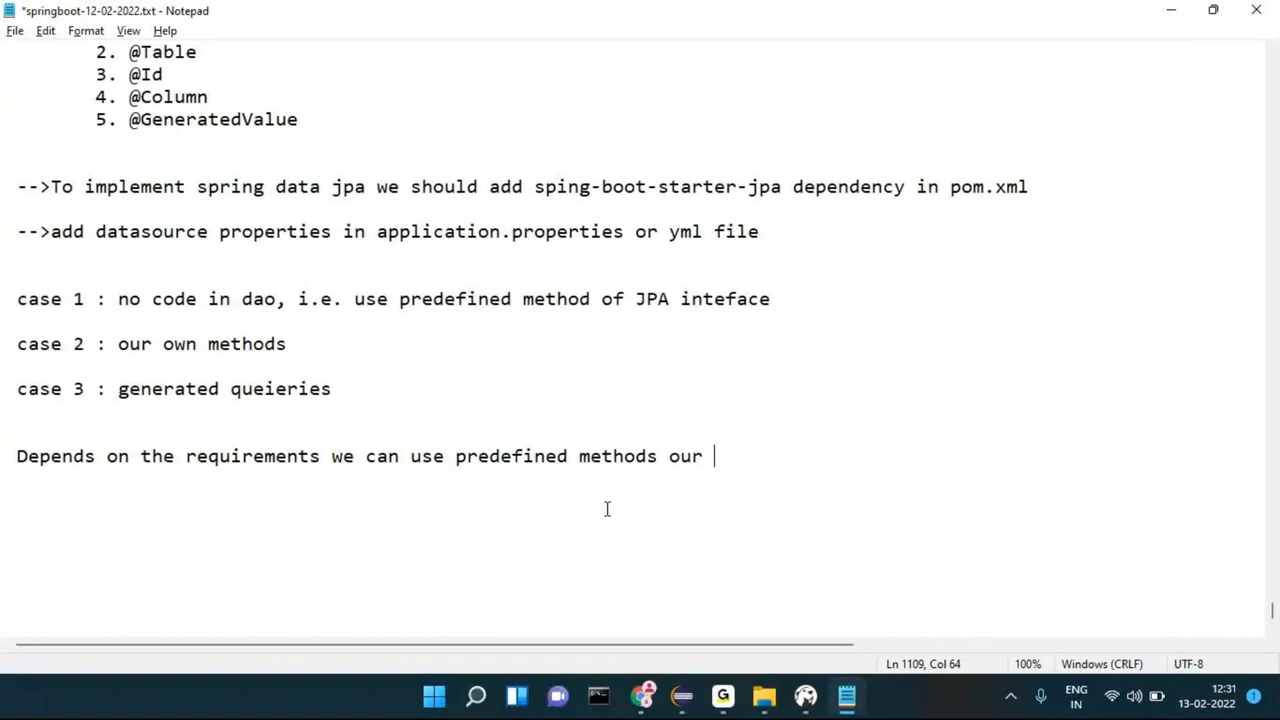 *springboot-12-02-2022.txt - Notepad
File Edit Format View Help
2. @Table
3. @Id
4. @Column
5. @GeneratedValue
-->To implement spring data jpa we should add sping-boot-starter-jpa dependency in pom.xml
-->add datasource properties in application.properties or yml file
case 1 : no code in dao, i.e. use predefined method of JPA inteface
case 2 : our own methods
case 3 : generated queieries
Depends on the requirements we can use predefined methods our
Ln 1109, Col 64 100% Windows (CRLF) UTF-8
G
ENG
IN
12:31
13-02-2022
1